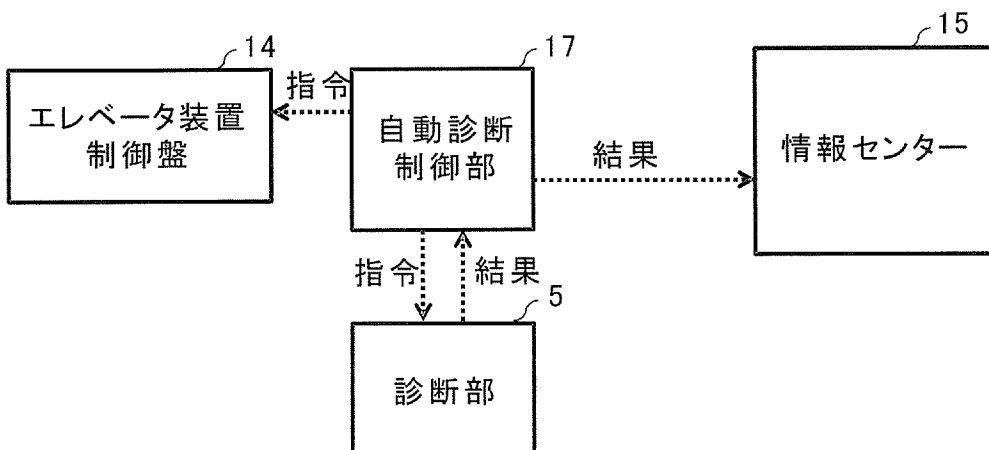 14
エレベータ装置
制御盤
指令
17
自動診断
制御部
結果
15
情報センター
指令
結果
5
診断部